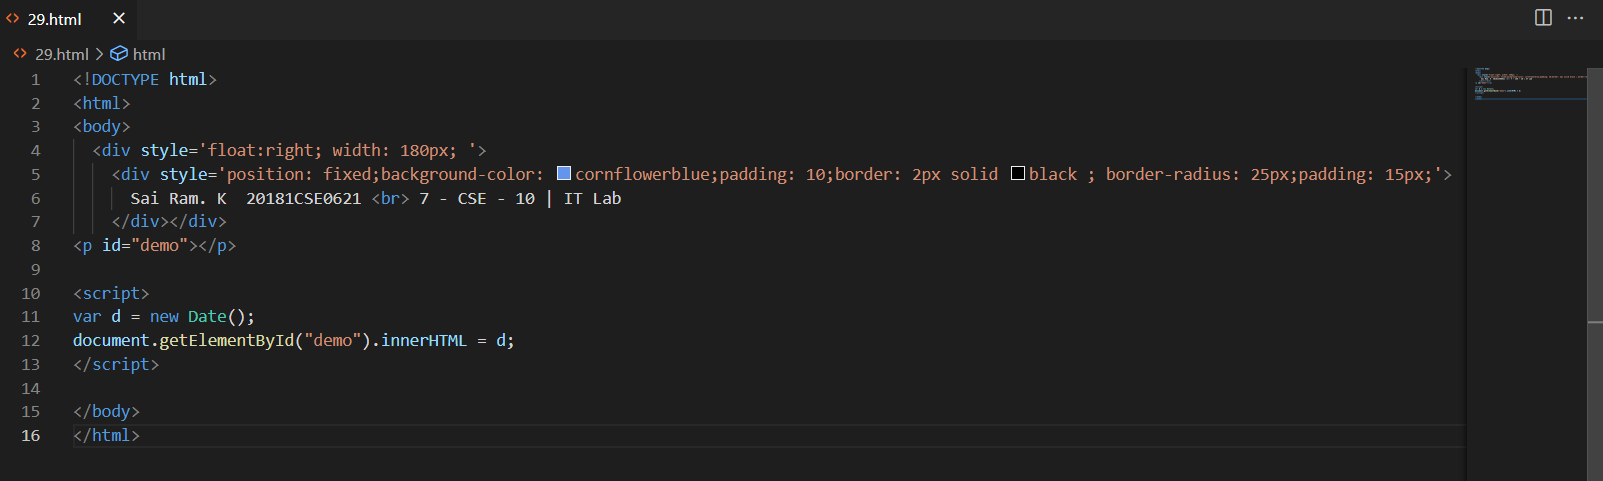 29.html
29.html > html
1 <!DOCTYPE html>
2 <html>
3 <body>
4 <div style='float:right; width: 180px; '>
5 <div style='position: fixed;background-color: cornflowerblue;padding: 10;border: 2px solid black ; border-radius: 25px;padding: 15px;'>
6 Sai Ram. K  20181CSE0621 <br> 7 - CSE - 10 | IT Lab
7 </div></div>
8 <p id="demo"></p>
9
10 <script>
11 var d = new Date();
12 document.getElementById("demo").innerHTML = d;
13 </script>
14
15 </body>
16 </html>